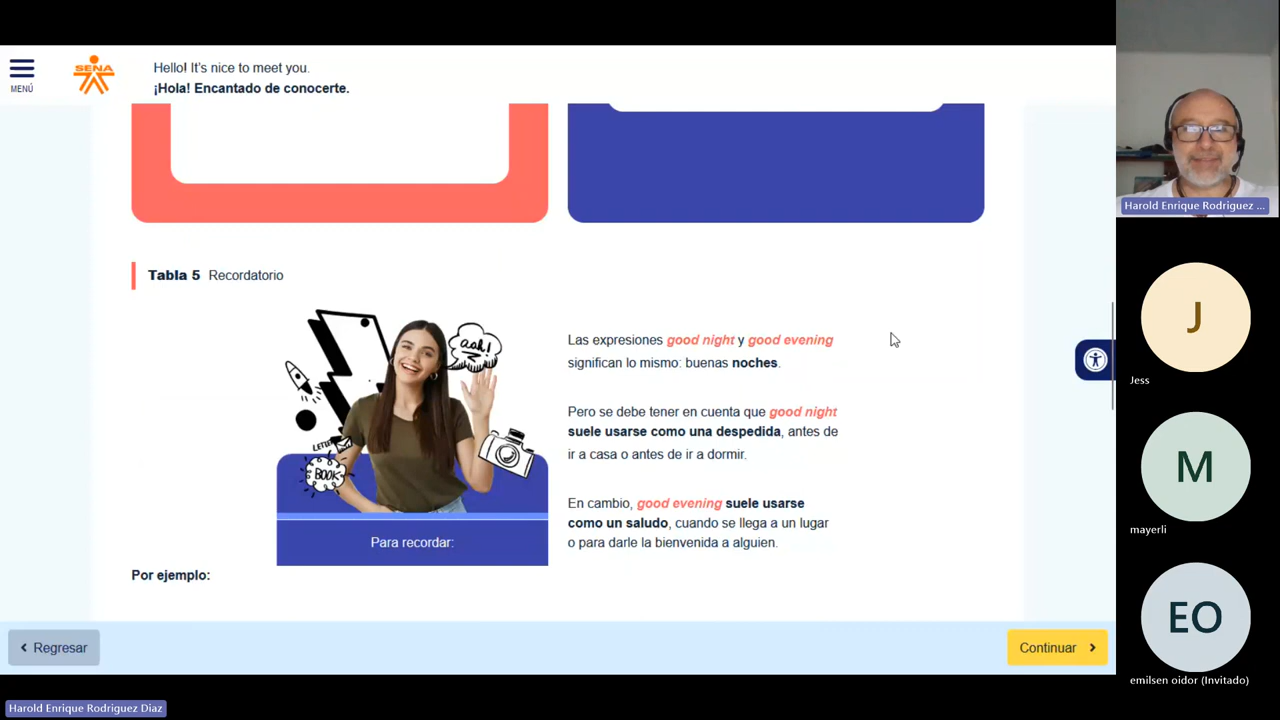 MENÚ
SENA
Hello! It's nice to meet you.
¡Hola! Encantado de conocerte.
Harold Enrique Rodriguez ...
Tabla 5 Recordatorio
ooh!
LETTER
BOOK
Para recordar:
Las expresiones good night y good evening
significan lo mismo: buenas noches.
Pero se debe tener en cuenta que good night
suele usarse como una despedida, antes de
ir a casa o antes de ir a dormir.
En cambio, good evening suele usarse
como un saludo, cuando se llega a un lugar
o para darle la bienvenida a alguien.
Por ejemplo:
J
Jess
M
mayerli
EO
emilsen oidor (Invitado)
Regresar
Continuar
Harold Enrique Rodriguez Diaz